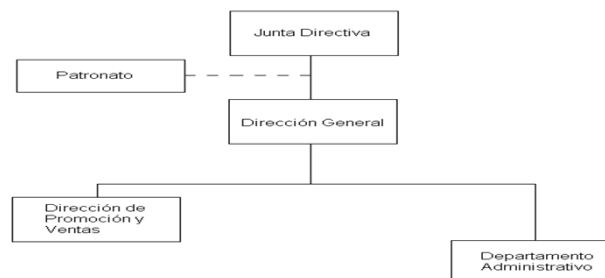 Junta Directiva
Patronato
Dirección General
Dirección de
Promoción y
Ventas
Departamento
Administrativo